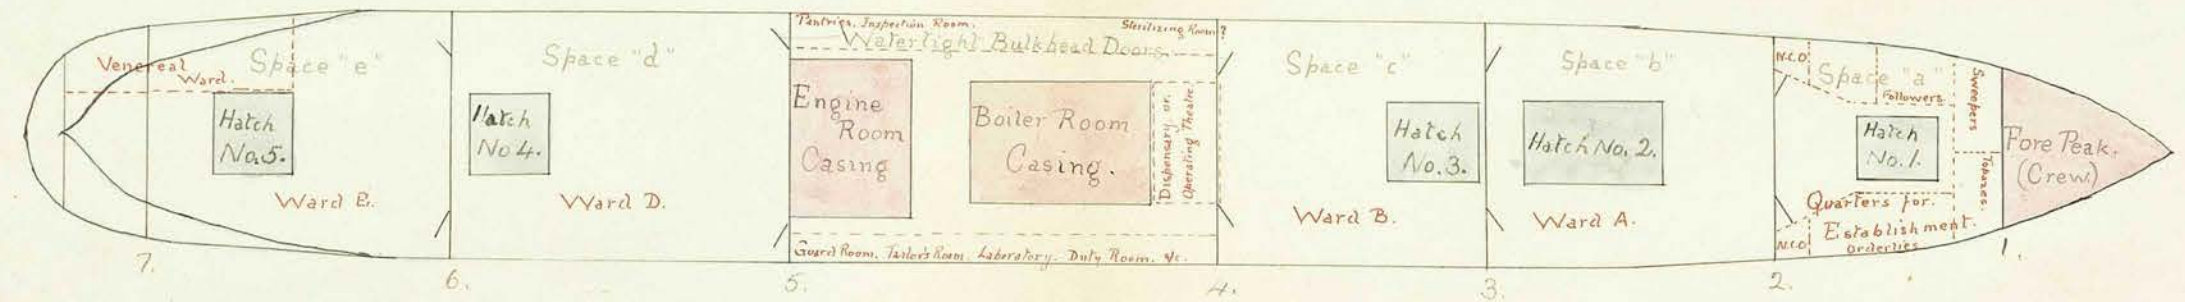 Pantries. Inspection Room.
Sterilizing Room?
Watertight Bulkhead Doors.
Venereal
Ward.
Space "e"
Space "d"
Space "c"
Space "b"
Space "a"
N.C.O
Followers
Sweepers
Topazes.
Hatch
No. 5.
Hatch
No 4.
Engine
Room
Casing
Boiler Room
Casing.
Dispensary, or.
Operating Theatre.
Hatch
No. 3.
Hatch No. 2.
Hatch
No. 1.
Fore Peak.
(Crew.)
Ward E.
Ward D.
Ward B.
Ward A.
Quarters for.
Establishment.
Orderlies
N.C.O
Guard Room. Tailor's Room. Laboratory. Duty Room. &c.
7.
6.
5.
4.
3.
2.
1.